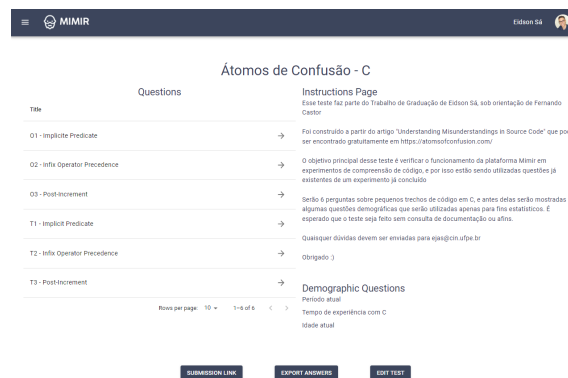 MIMIR
Eidson Sá
Átomos de Confusão - C
Questions
Title
O1 - Implicite Predicate
O2 - Infix Operator Precedence
O3 - Post-Increment
T1 - Implicit Predicate
T2 - Infix Operator Precedence
T3 - Post-Increment
Rows per page: 10
1-6 of 6
Instructions Page
Esse teste faz parte do Trabalho de Graduação de Eidson Sá, sob orientação de Fernando
Castor
Foi construído a partir do artigo "Understanding Misunderstandings in Source Code" que pod
ser encontrado gratuitamente em https://atomsofconfusion.com/
O objetivo principal desse teste é verificar o funcionamento da plataforma Mimir em
experimentos de compreensão de código, e por isso estão sendo utilizadas questões já
existentes de um experimento já concluído
Serão 6 perguntas sobre pequenos trechos de código em C, e antes delas serão mostradas
algumas questões demográficas que serão utilizadas apenas para fins estatísticos. É
esperado que o teste seja feito sem consulta de documentação ou afins.
Quaisquer dúvidas devem ser enviadas para ejas@cin.ufpe.br
Obrigado :)
Demographic Questions
Período atual
Tempo de experiência com C
Idade atual
SUBMISSION LINK
EXPORT ANSWERS
EDIT TEST